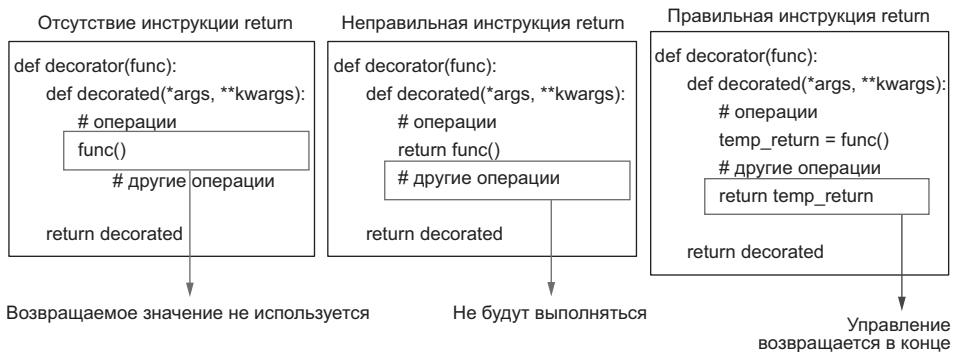 Отсутствие инструкции return
def decorator(func):
def decorated(*args, **kwargs):
# операции
func()
# другие операции
return decorated
Возвращаемое значение не используется
Неправильная инструкция return
def decorator(func):
def decorated(*args, **kwargs):
# операции
return func()
# другие операции
return decorated
Не будут выполняться
Правильная инструкция return
def decorator(func):
def decorated(*args, **kwargs):
# операции
temp_return = func()
# другие операции
return temp_return
return decorated
Управление
возвращается в конце